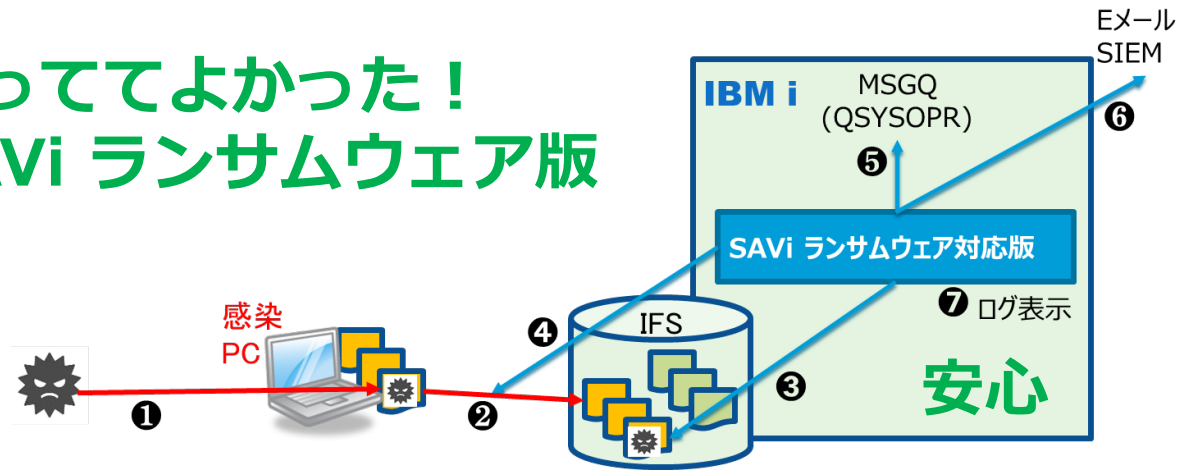 っててよかった！
AVi ランサムウェア版
Eメール
SIEM
IBM i
MSGQ
(QSYSOPR)
❻
❺
SAVi ランサムウェア対応版
❼ ログ表示
感染
PC
❹
IFS
❸
安心
❶
❷